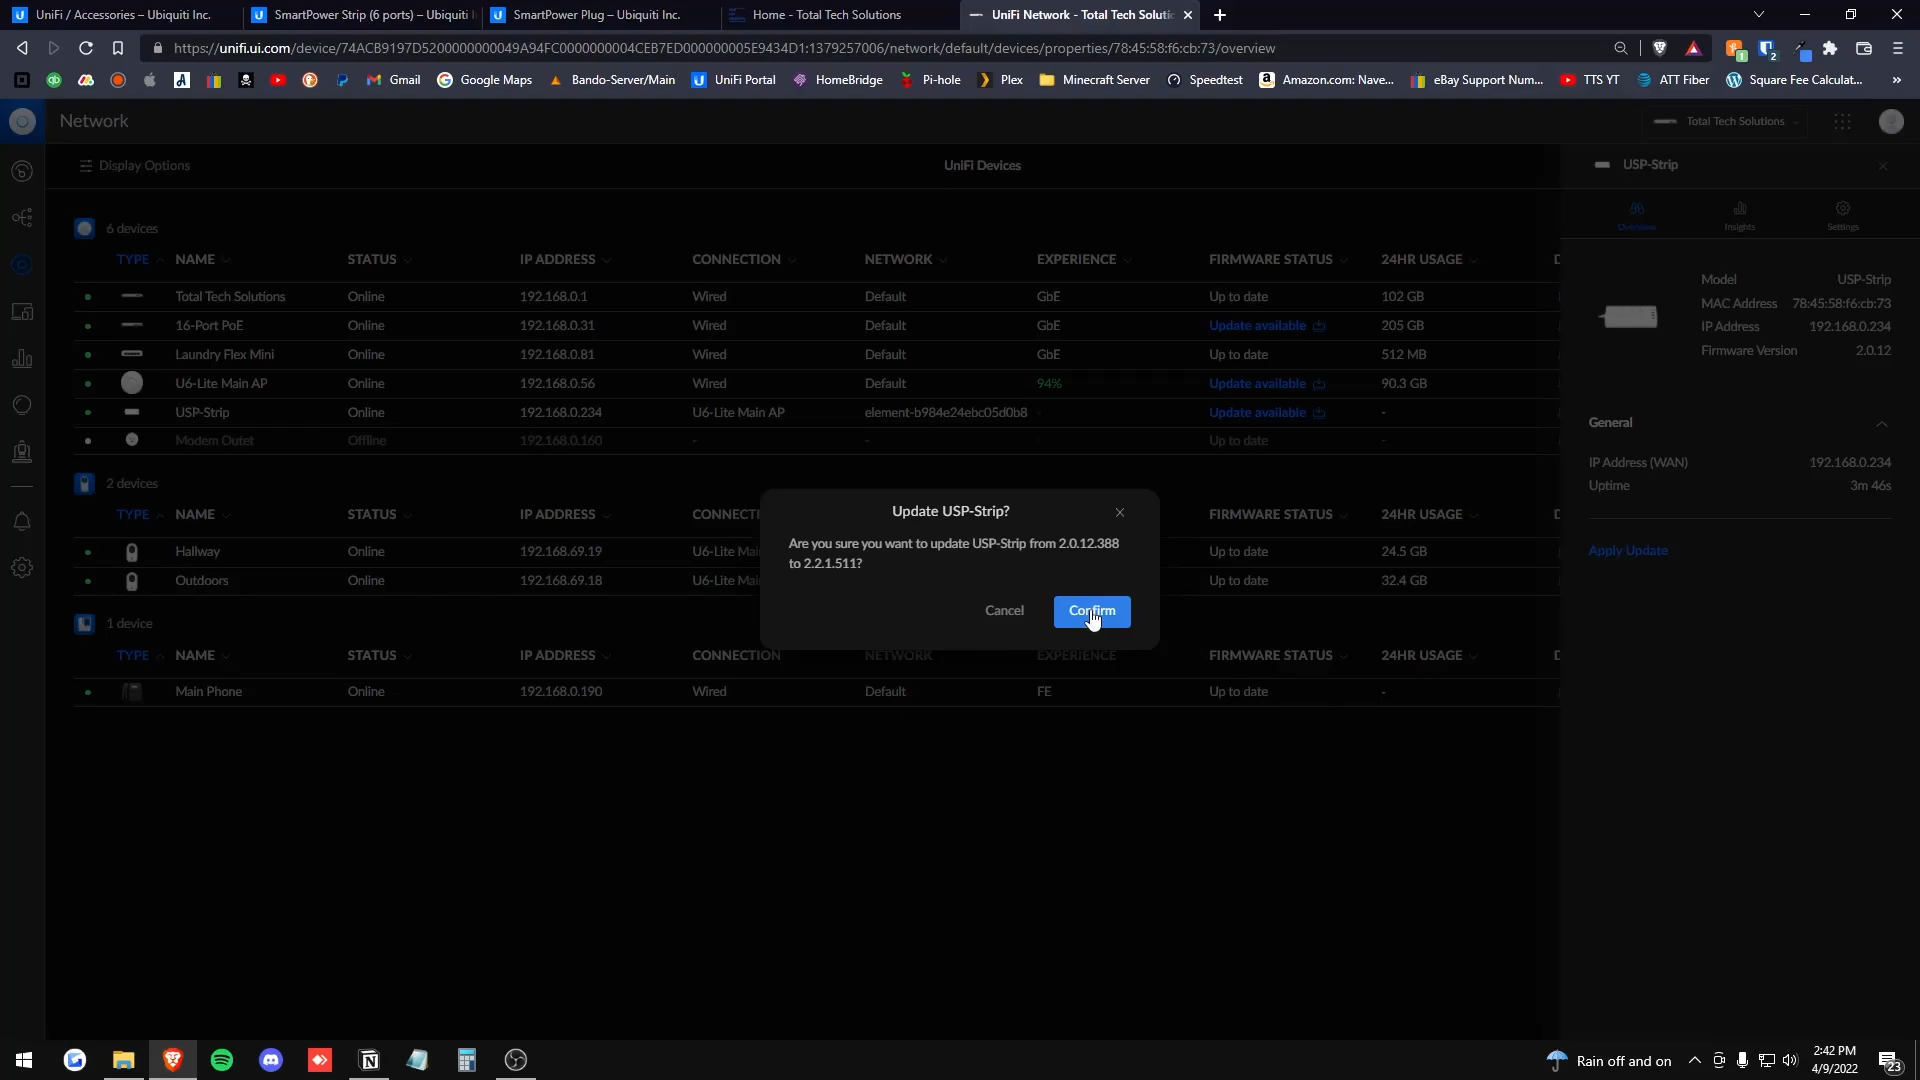 UniFi / Accessories – Ubiquiti Inc.
SmartPower Strip (6 ports) – Ubiquiti I
SmartPower Plug – Ubiquiti Inc.
Home - Total Tech Solutions
UniFi Network - Total Tech Soluti
https://unifi.ui.com/device/74ACB9197D5200000000049A94FC0000000004CEB7ED000000005E9434D1:1379257006/network/default/devices/properties/78:45:58:f6:cb:73/overview
Gmail
Google Maps
Bando-Server/Main
UniFi Portal
HomeBridge
Pi-hole
Plex
Minecraft Server
Speedtest
Amazon.com: Nave...
eBay Support Num...
TTS YT
ATT Fiber
Square Fee Calculat...
Network
Total Tech Solutions
Display Options
UniFi Devices
USP-Strip
Overview
Insights
Settings
6 devices
TYPE NAME STATUS IP ADDRESS CONNECTION NETWORK EXPERIENCE FIRMWARE STATUS 24HR USAGE
Total Tech Solutions Online 192.168.0.1 Wired Default GbE Up to date 102 GB
16-Port PoE Online 192.168.0.31 Wired Default GbE Update available 205 GB
Laundry Flex Mini Online 192.168.0.81 Wired Default GbE Up to date 512 MB
U6-Lite Main AP Online 192.168.0.56 Wired Default 94% Update available 90.3 GB
USP-Strip Online 192.168.0.234 U6-Lite Main AP element-b984e24ebc05d0b8 - Update available -
Modem Outet Offline 192.168.0.160 - - Up to date -
Model USP-Strip
MAC Address 78:45:58:f6:cb:73
IP Address 192.168.0.234
Firmware Version 2.0.12
General
IP Address (WAN) 192.168.0.234
Uptime 3m 46s
Apply Update
2 devices
TYPE NAME STATUS IP ADDRESS CONNECTI FIRMWARE STATUS 24HR USAGE
Hallway Online 192.168.69.19 U6-Lite Mai Up to date 24.5 GB
Outdoors Online 192.168.69.18 U6-Lite Mai Up to date 32.4 GB
Update USP-Strip?
Are you sure you want to update USP-Strip from 2.0.12.388
to 2.2.1.511?
Cancel
Confirm
1 device
TYPE NAME STATUS IP ADDRESS CONNECTION NETWORK EXPERIENCE FIRMWARE STATUS 24HR USAGE
Main Phone Online 192.168.0.190 Wired Default FE Up to date -
Rain off and on
2:42 PM
4/9/2022
23